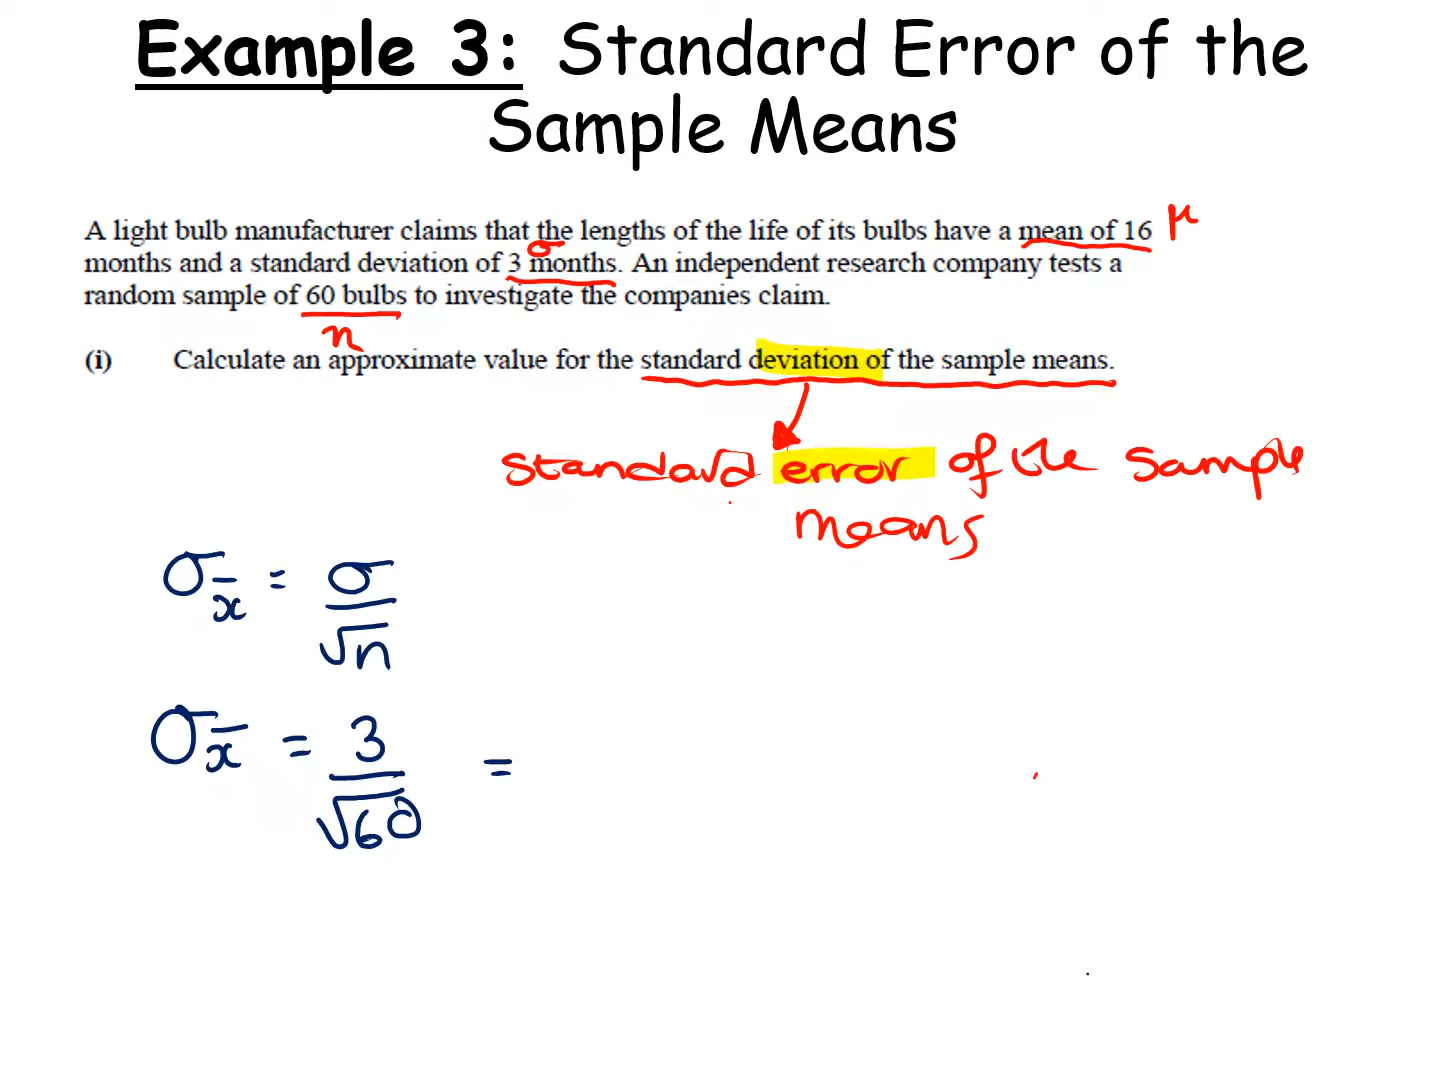 Example 3: Standard Error of the
Sample Means
A light bulb manufacturer claims that the lengths of the life of its bulbs have a mean of 16 μ
σ
months and a standard deviation of 3 months. An independent research company tests a
random sample of 60 bulbs to investigate the companies claim.
n
(i) Calculate an approximate value for the standard deviation of the sample means.
standard error of the sample
means
σx̄ = σ/√n
σx̄ = 3/√60 =